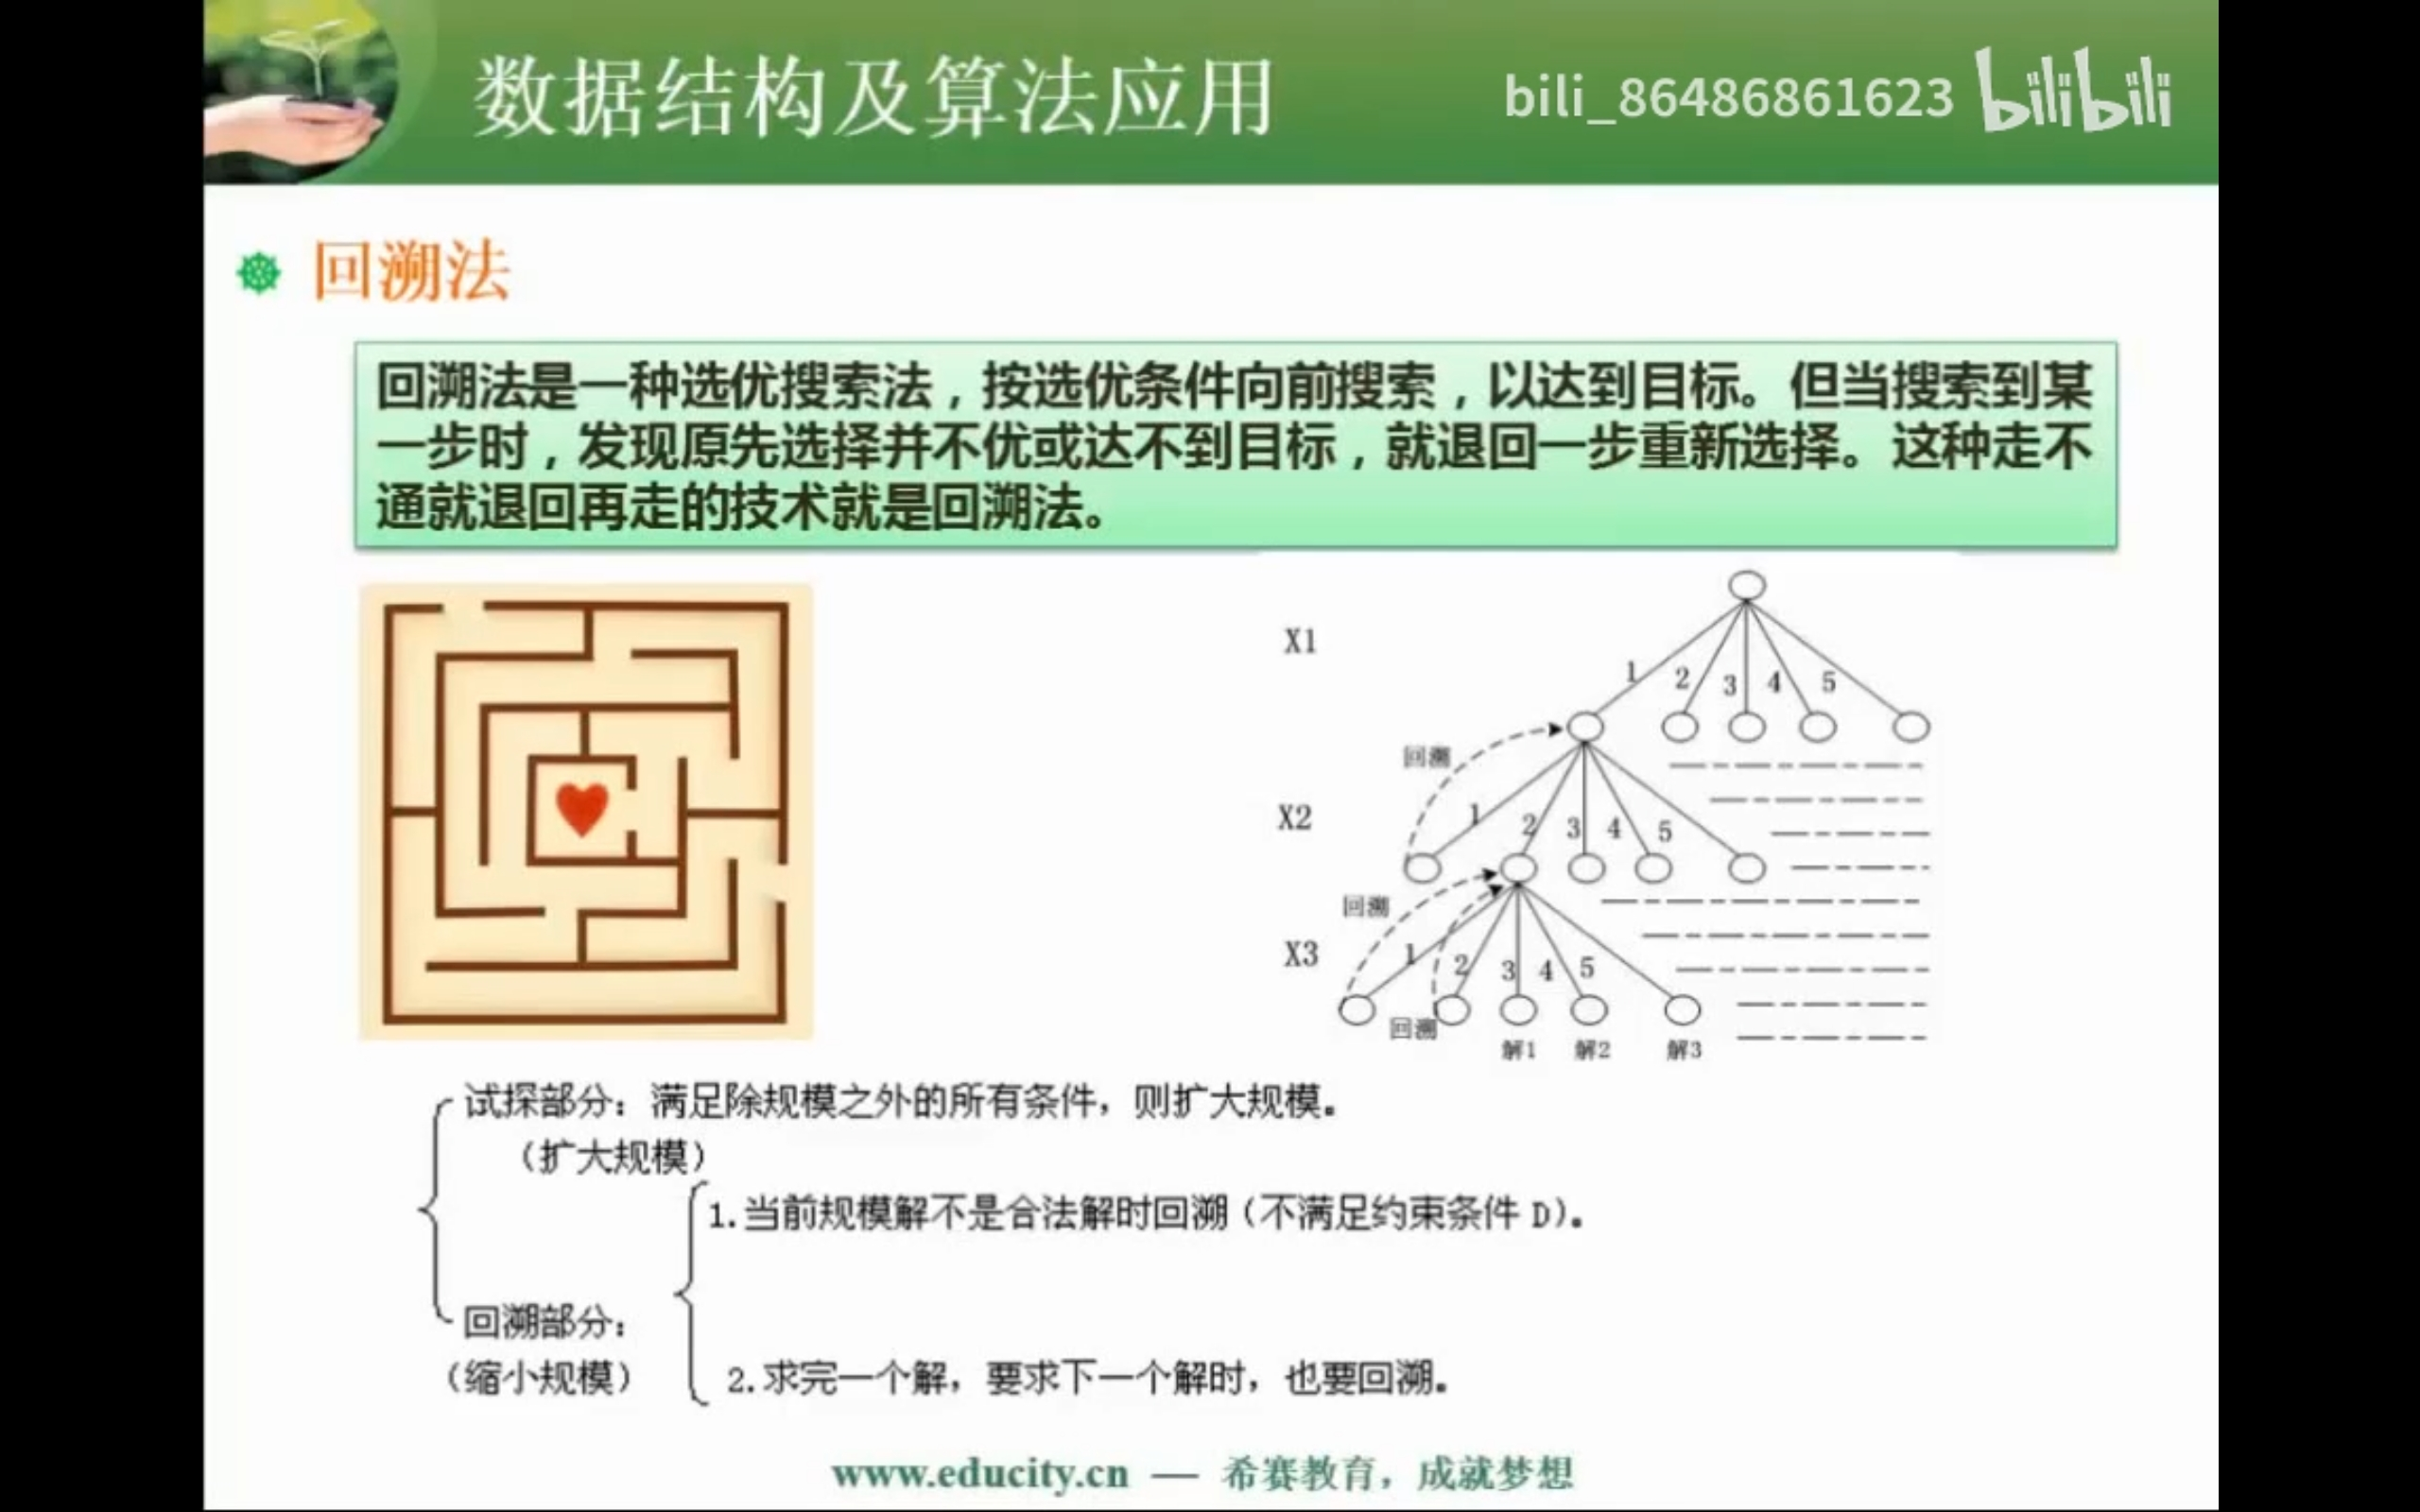 数据结构及算法应用
bili_86486861623 bilibili
回溯法
回溯法是一种选优搜索法，按选优条件向前搜索，以达到目标。但当搜索到某
一步时，发现原先选择并不优或达不到目标，就退回一步重新选择。这种走不
通就退回再走的技术就是回溯法。
X1
1 2 3 4 5
回溯
X2
1 2 3 4 5
回溯
X3
1 2 3 4 5
回溯
解1 解2 解3
试探部分：满足除规模之外的所有条件，则扩大规模。
（扩大规模）
1.当前规模解不是合法解时回溯（不满足约束条件 D）。
回溯部分：
（缩小规模）
2.求完一个解，要求下一个解时，也要回溯。
www.educity.cn — 希赛教育，成就梦想